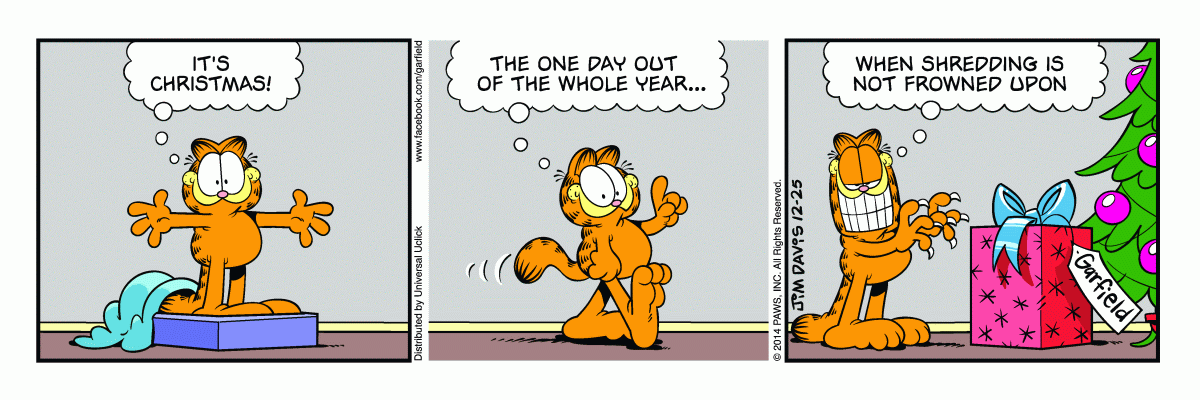 IT'S
CHRISTMAS!
www.facebook.com/garfield
Distributed by Universal Uclick
THE ONE DAY OUT
OF THE WHOLE YEAR...
© 2014 PAWS, INC. All Rights Reserved.
WHEN SHREDDING IS
NOT FROWNED UPON
JIM DAVIS 12-25
Garfield